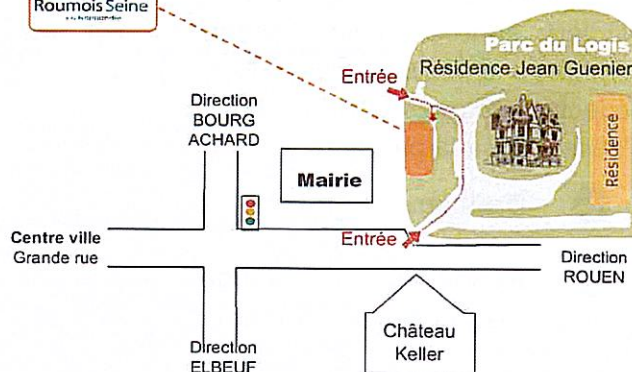 Roumois Seine
Parc du Logis
Résidence Jean Guenier
Entrée
Direction
BOURG
ACHARD
Mairie
Résidence
Centre ville
Grande rue
Entrée
Direction
ROUEN
Château
Keller
Direction
ELBEUF